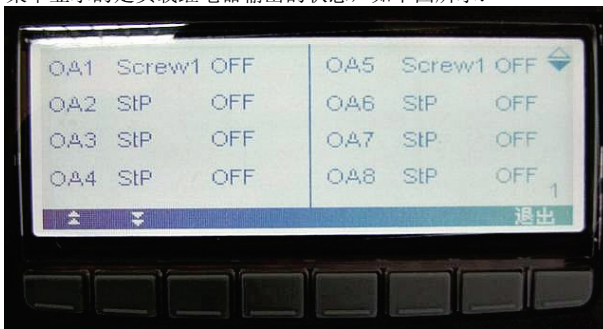 OA1 Screw1 OFF OA5 Screw1 OFF
OA2 StP OFF OA6 StP OFF
OA3 StP OFF OA7 StP OFF
OA4 StP OFF OA8 StP OFF
1
退出